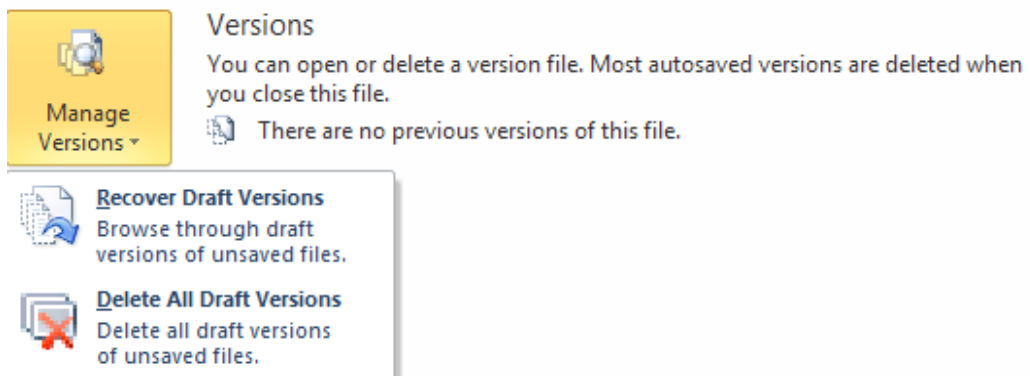 Versions
You can open or delete a version file. Most autosaved versions are deleted when
you close this file.
There are no previous versions of this file.
Manage
Versions
Recover Draft Versions
Browse through draft
versions of unsaved files.
Delete All Draft Versions
Delete all draft versions
of unsaved files.